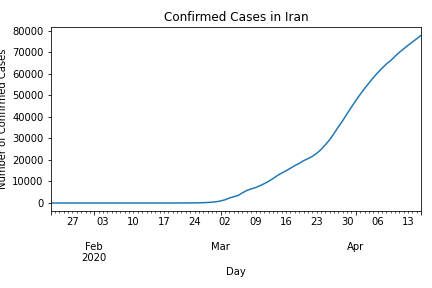 Confirmed Cases in Iran
80000
70000
60000
50000
40000
30000
20000
10000
0
Number of Confirmed Cases
27 03 10 17 24 02 09 16 23 30 06 13
Feb Mar Apr
2020
Day